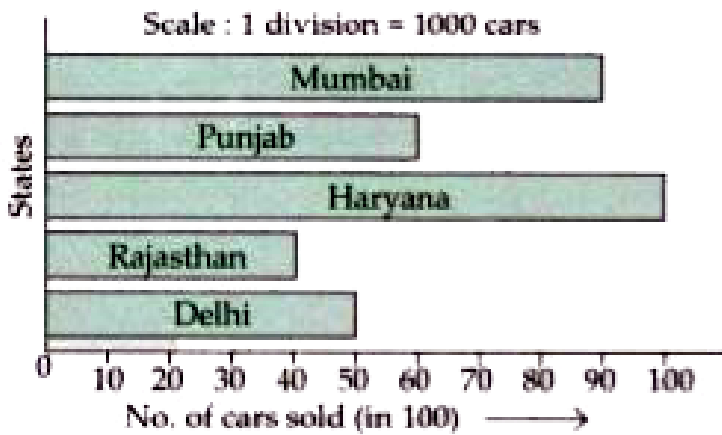 Scale : 1 division = 1000 cars
Mumbai
Punjab
Haryana
Rajasthan
Delhi
States
0 10 20 30 40 50 60 70 80 90 100
No. of cars sold (in 100)